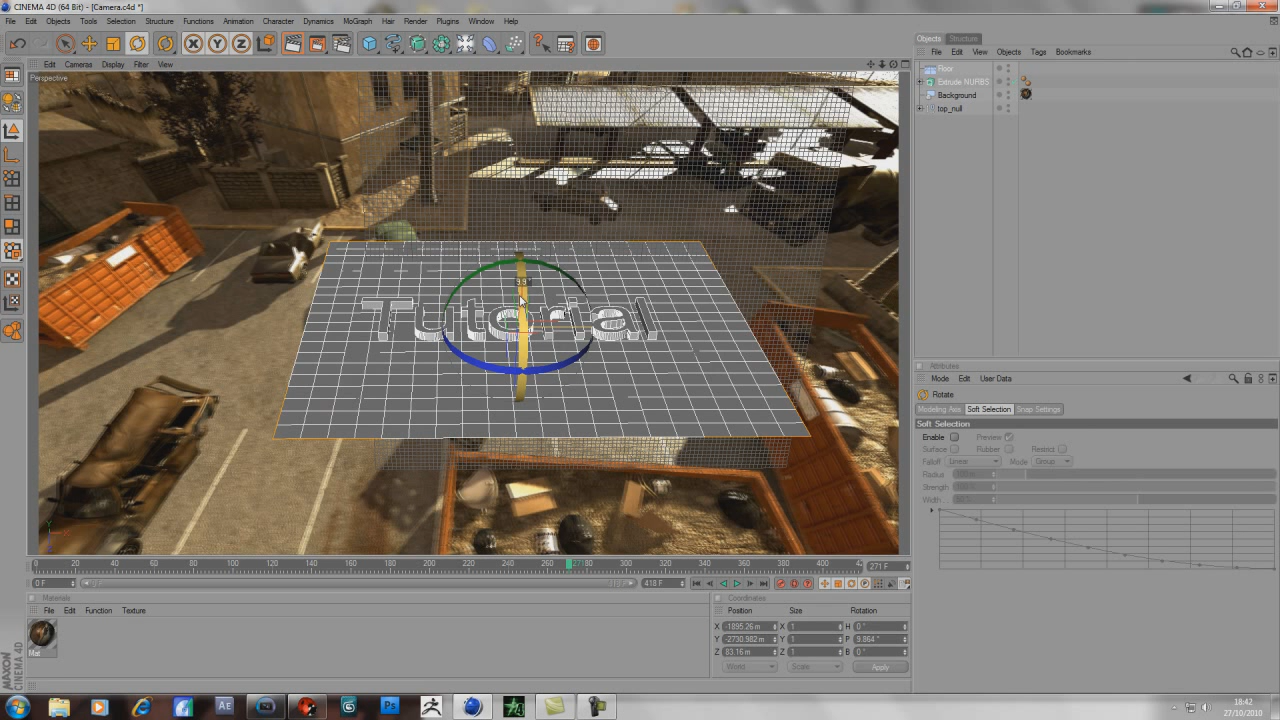 CINEMA 4D (64 Bit) - [Camera.c4d *]
File Edit Objects Tools Selection Structure Functions Animation Character Dynamics MoGraph Hair Render Plugins Window Help
Objects Structure
File Edit View Objects Tags Bookmarks
Edit Cameras Display Filter View
Perspective
Floor
Extrude NURBS
Background
top_null
9.9°
Tutorial
Attributes
Mode Edit User Data
Rotate
Modeling Axis Soft Selection Snap Settings
Soft Selection
Enable Preview
Surface Rubber Restrict
Falloff Linear Mode Group
Radius
Strength
Width
0 20 40 60 80 100 120 140 160 180 200 220 240 260 271 80 300 320 340 360 380 400 271 F
0 F 418 F
Materials
File Edit Function Texture
Mat
Coordinates
Position Size Rotation
X -1895.26 m X 1 H 0 °
Y -2730.982 m Y 1 P 9.864 °
Z 83.16 m Z 1 B 0 °
World Scale Apply
MAXON CINEMA 4D
Ae Ps
18:42
27/10/2010